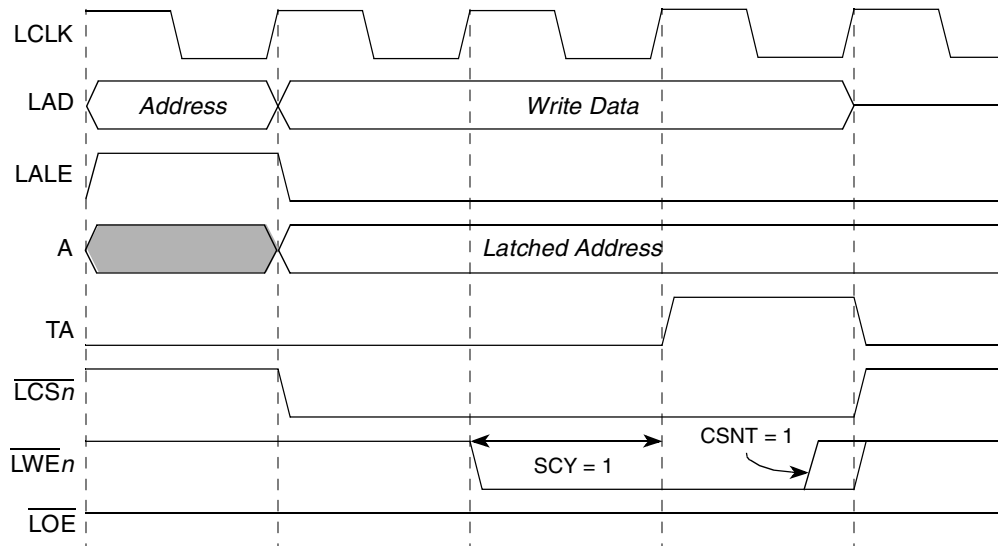 LCLK
LAD Address Write Data
LALE
A Latched Address
TA
LCSn
LWEn SCY = 1 CSNT = 1
LOE